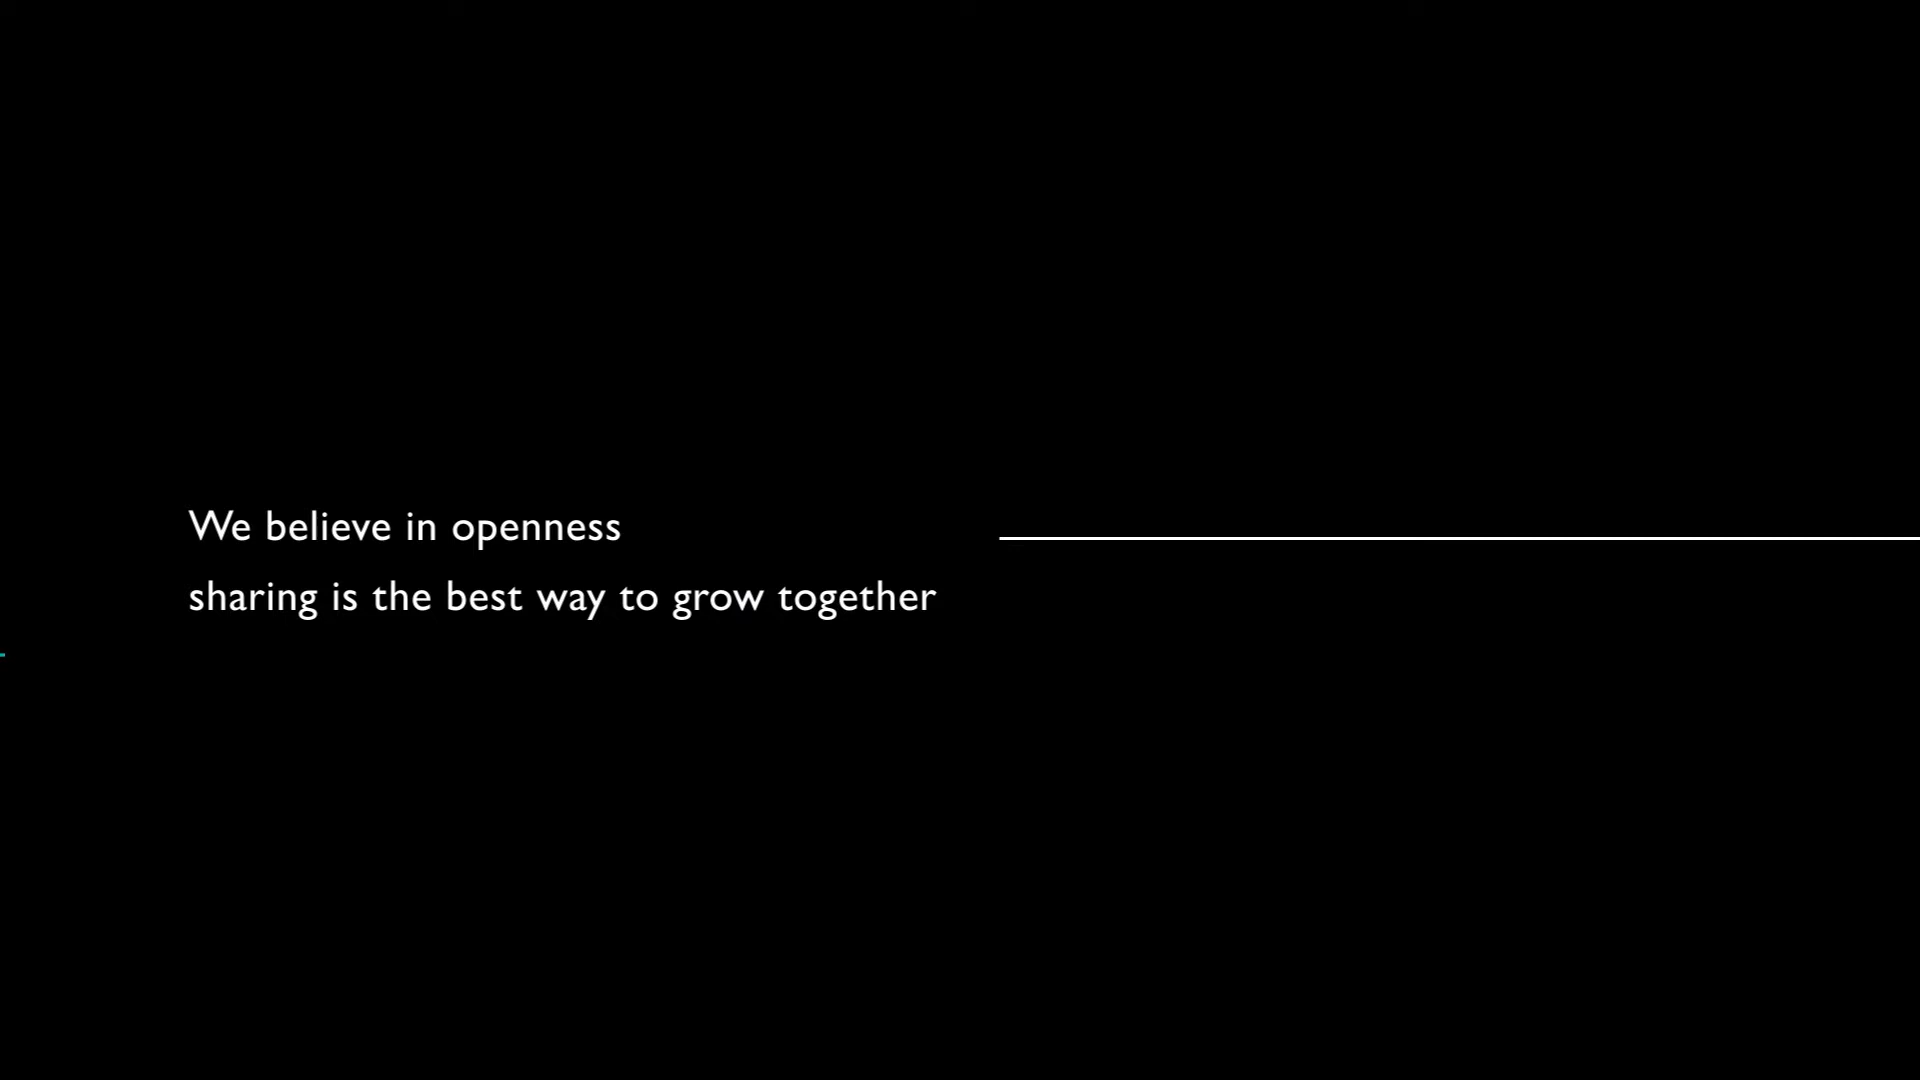 We believe in openness
sharing is the best way to grow together